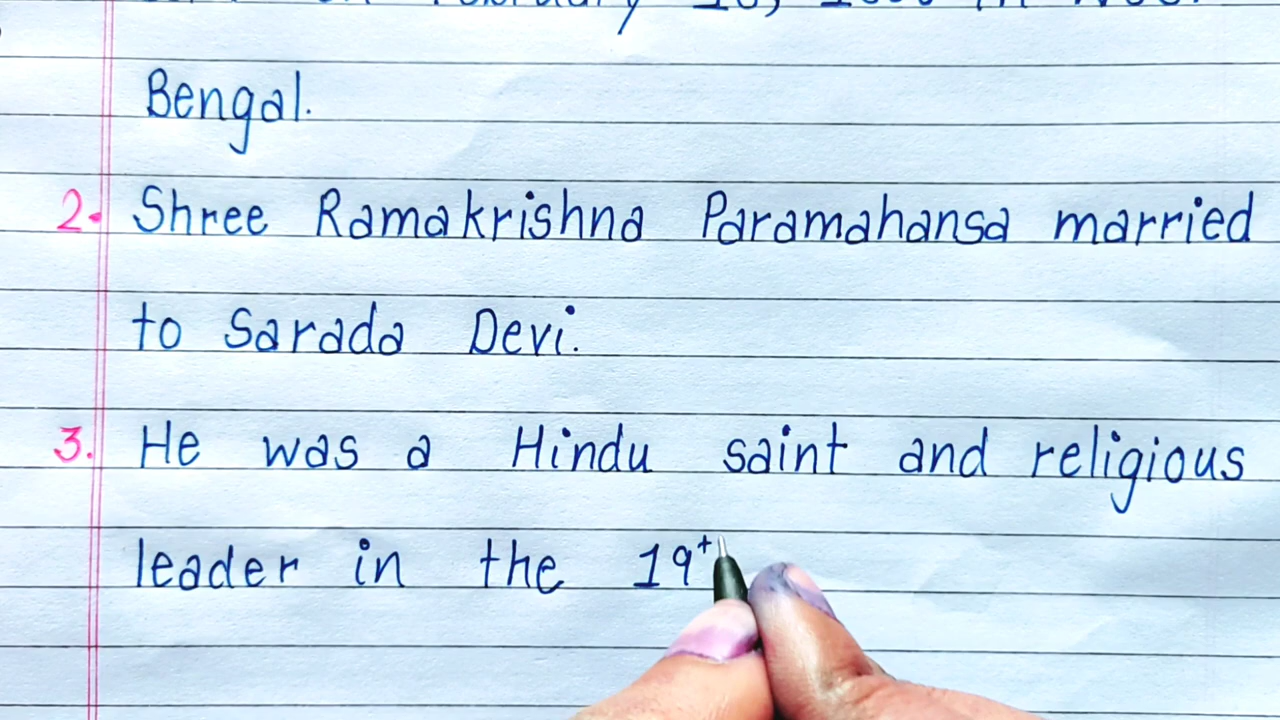 Bengal.
2. Shree Ramakrishna Paramahansa married
to Sarada Devi.
3. He was a Hindu saint and religious
leader in the 19t